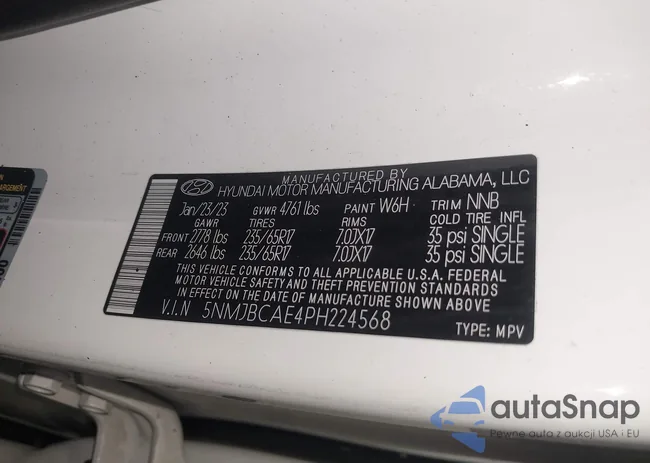 MANUFACTURED BY
HYUNDAI MOTOR MANUFACTURING ALABAMA, LLC
Jan/23/23 GVWR 4761 lbs PAINT W6H TRIM NNB
GAWR TIRES RIMS COLD TIRE INFL
FRONT 2778 lbs 235/65R17 7.0JX17 35 psi SINGLE
REAR 2646 lbs 235/65R17 7.0JX17 35 psi SINGLE
THIS VEHICLE CONFORMS TO ALL APPLICABLE U.S.A. FEDERAL
MOTOR VEHICLE SAFETY AND THEFT PREVENTION STANDARDS
IN EFFECT ON THE DATE OF MANUFACTURE SHOWN ABOVE.
V.I.N 5NMJBCAE4PH224568
TYPE: MPV
autaSnap
Pewne auto z aukcji USA i EU